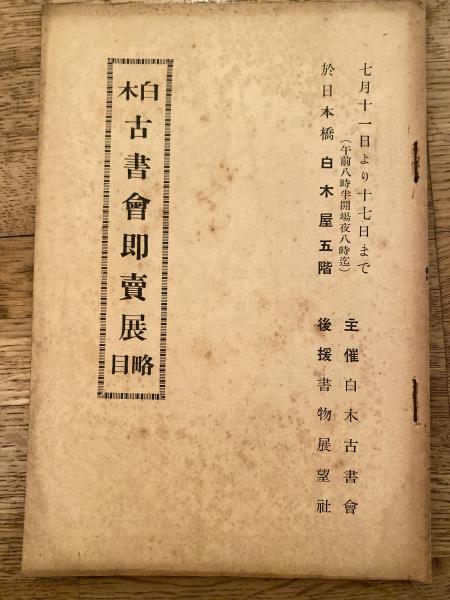 七月十一日より十七日まで
(午前八時半開場夜八時迄)
於日本橋 白木屋五階
主催 白木古書會
後援 書物展望社
白木古書會即賣展略目